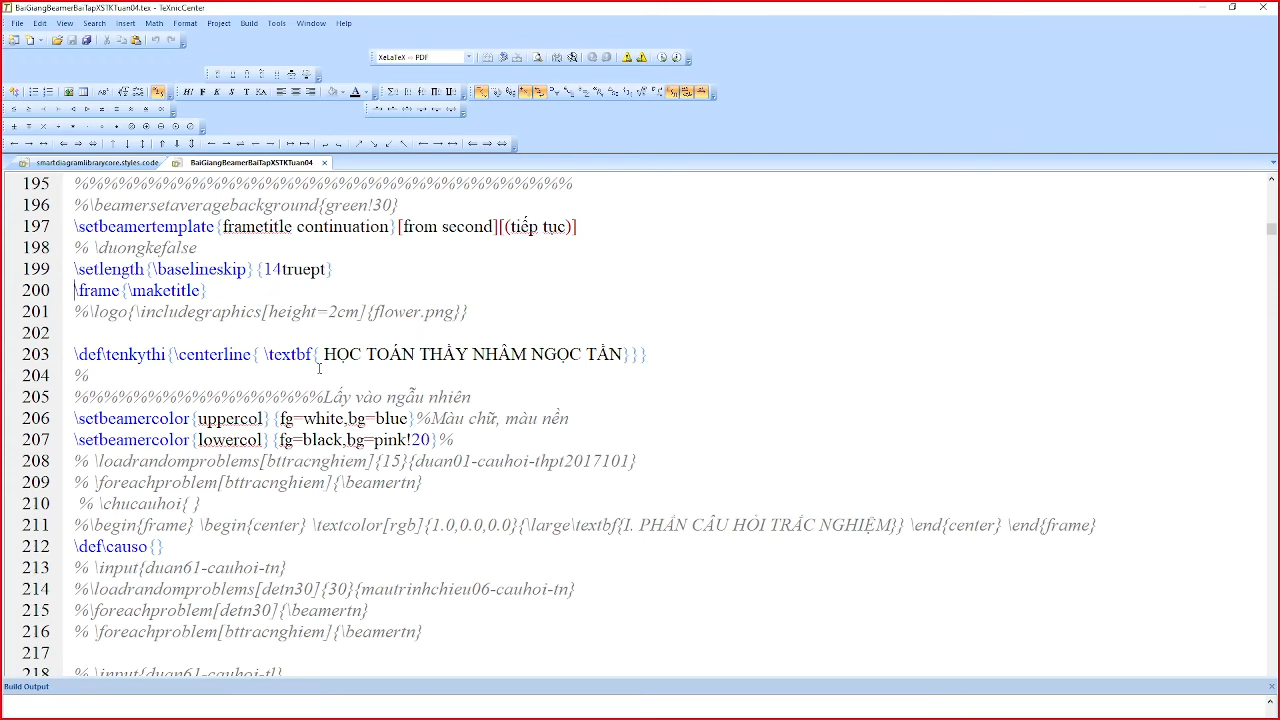 BaiGiangBeamerBaiTapXSTKTuan04.tex - TeXnicCenter
File Edit View Search Insert Math Format Project Build Tools Window Help
XeLaTeX ⇨ PDF
smartdiagramlibrarycore.styles.code
BaiGiangBeamerBaiTapXSTKTuan04
195 %%%%%%%%%%%%%%%%%%%%%%%%%%%%%%%%%%
196 %\beamersetaveragebackground{green!30}
197 \setbeamertemplate{frametitle continuation}[from second][(tiếp tục)]
198 % \duongkefalse
199 \setlength{\baselineskip}{14truept}
200 \frame{\maketitle}
201 %\logo{\includegraphics[height=2cm]{flower.png}}
202
203 \def\tenkythi{\centerline{ \textbf{ HỌC TOÁN THẦY NHÂM NGỌC TẦN}}}
204 %
205 %%%%%%%%%%%%%%%%%Lấy vào ngẫu nhiên
206 \setbeamercolor{uppercol}{fg=white,bg=blue}%Màu chữ, màu nền
207 \setbeamercolor{lowercol}{fg=black,bg=pink!20}%
208 % \loadrandomproblems[bttracnghiem]{15}{duan01-cauhoi-thpt2017101}
209 % \foreachproblem[bttracnghiem]{\beamertn}
210 % \chucauhoi{ }
211 %\begin{frame} \begin{center} \textcolor[rgb]{1.0,0.0,0.0}{\large\textbf{I. PHẦN CÂU HỎI TRẮC NGHIỆM}} \end{center} \end{frame}
212 \def\causo{}
213 % \input{duan61-cauhoi-tn}
214 %\loadrandomproblems[detn30]{30}{mautrinhchieu06-cauhoi-tn}
215 %\foreachproblem[detn30]{\beamertn}
216 % \foreachproblem[bttracnghiem]{\beamertn}
217
218 % \input{duan61-cauhoi-tl}
Build Output